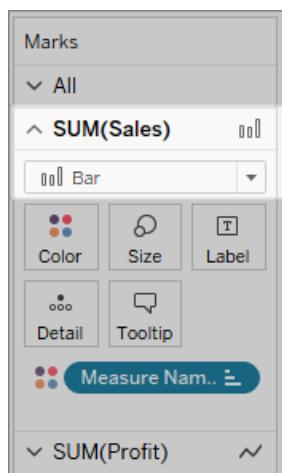 Marks
All
SUM(Sales)
Bar
Color Size T Label
Detail Tooltip
Measure Nam..
SUM(Profit)